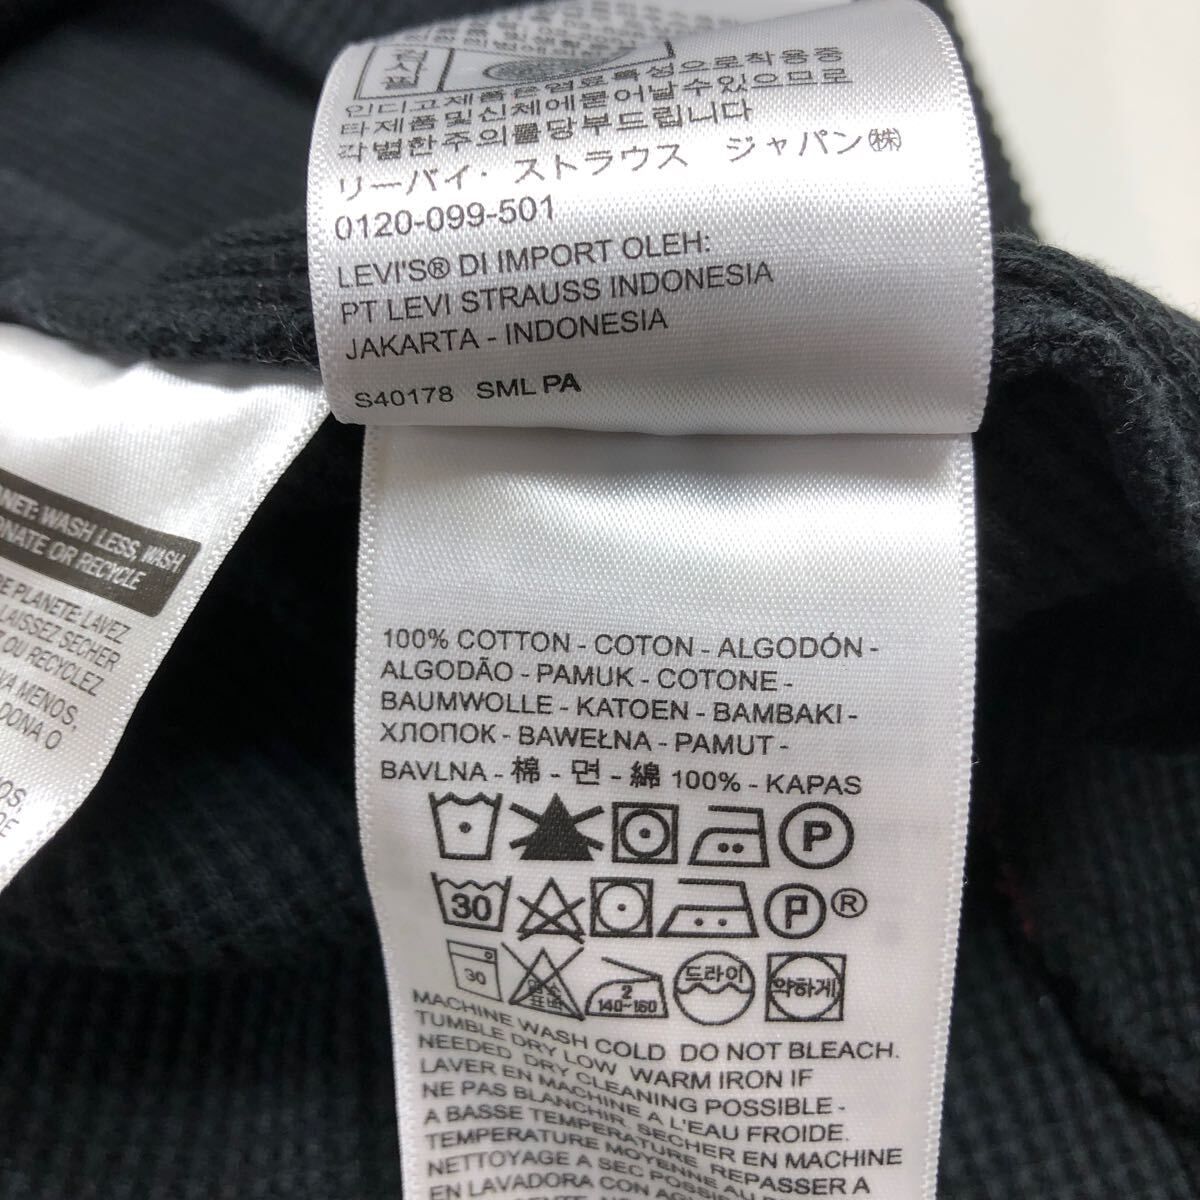 인디고제품은염료특성으로착용중
타제품및신체에묻어날수있으므로
각별한주의를당부드립니다
リーバイ・ストラウス ジャパン㈱
0120-099-501
LEVI'S® DI IMPORT OLEH:
PT LEVI STRAUSS INDONESIA
JAKARTA - INDONESIA
S40178 SML PA
WASH LESS, WASH
OR RECYCLE
PLANETE: LAVEZ
LAISSEZ SECHER
OU RECYCLEZ
MENOS,
DONA O
100% COTTON - COTON - ALGODÓN -
ALGODÃO - PAMUK - COTONE -
BAUMWOLLE - KATOEN - BAMBAKI -
ХЛОПОК - BAWEŁNA - PAMUT -
BAVLNA - 棉 - 면 - 綿 100% - KAPAS
P
30
P ®
30 염소표백 2 140~160 드라이 약하게
MACHINE WASH COLD DO NOT BLEACH.
TUMBLE DRY LOW WARM IRON IF
NEEDED DRY CLEANING POSSIBLE -
LAVER EN MACHINE A L'EAU FROIDE.
NE PAS BLANCHIR. SECHER EN MACHINE
A BASSE TEMPERATURE. REPASSER A
TEMPERATURE MOYENNE.
NETTOYAGE A SEC POSSIBLE
EN LAVADORA CON